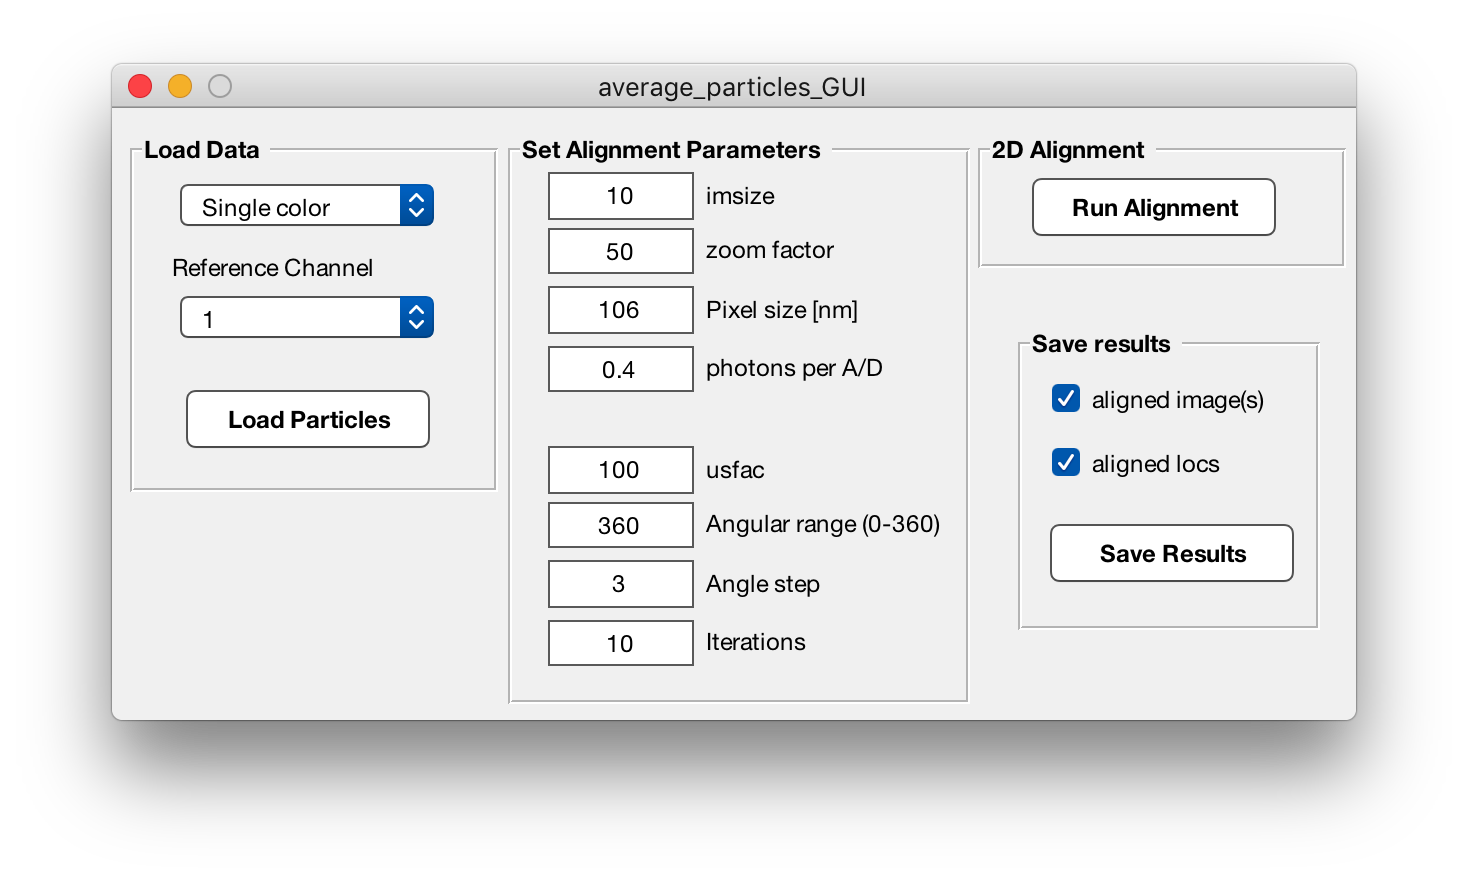 average_particles_GUI
Load Data
Single color
Reference Channel
1
Load Particles
Set Alignment Parameters
10 imsize
50 zoom factor
106 Pixel size [nm]
0.4 photons per A/D
100 usfac
360 Angular range (0-360)
3 Angle step
10 Iterations
2D Alignment
Run Alignment
Save results
aligned image(s)
aligned locs
Save Results